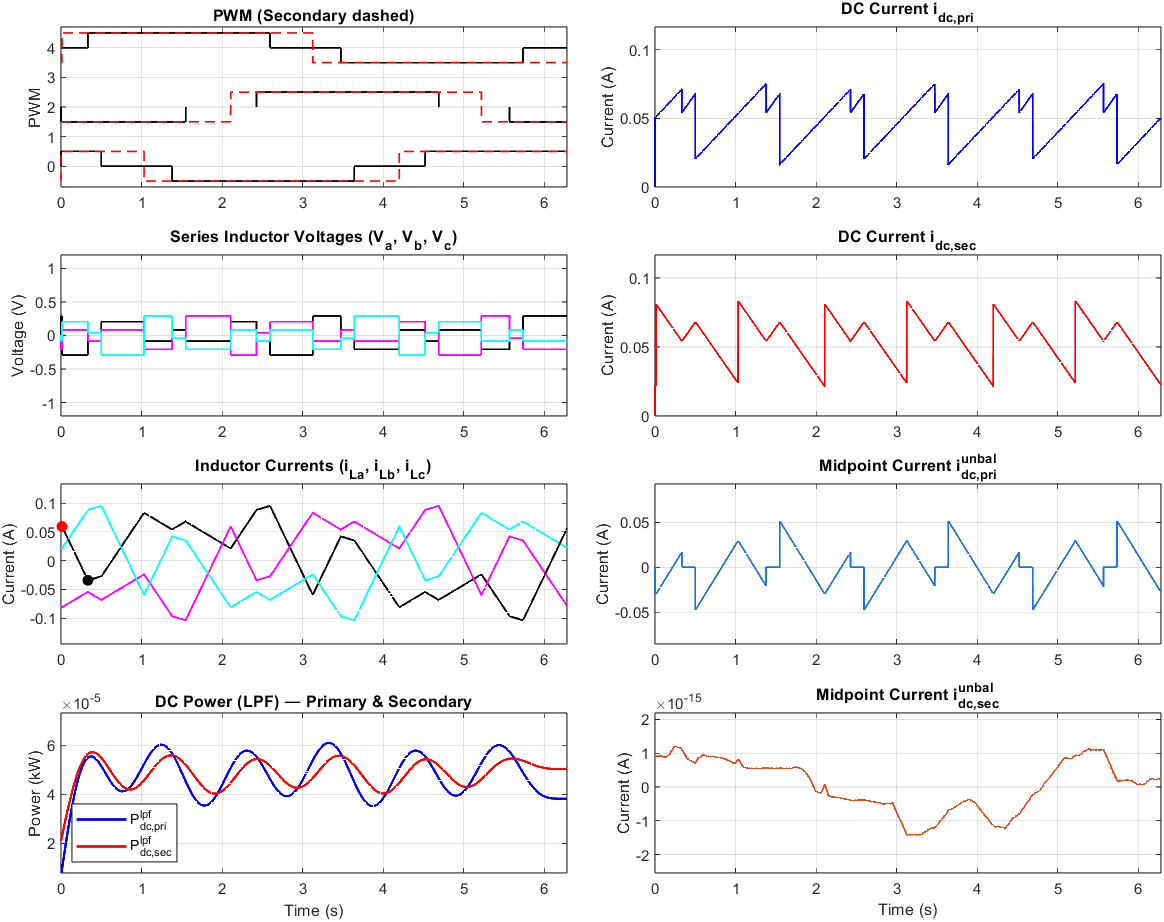 PWM (Secondary dashed)
PWM
4
3
2
1
0
0 1 2 3 4 5 6
DC Current i_dc,pri
Current (A)
0.1
0.05
0
0 1 2 3 4 5 6
Series Inductor Voltages (V_a, V_b, V_c)
Voltage (V)
1
0.5
0
-0.5
-1
0 1 2 3 4 5 6
DC Current i_dc,sec
Current (A)
0.1
0.05
0
0 1 2 3 4 5 6
Inductor Currents (i_La, i_Lb, i_Lc)
Current (A)
0.1
0.05
0
-0.05
-0.1
0 1 2 3 4 5 6
Midpoint Current i_dc,pri^unbal
Current (A)
0.05
0
-0.05
0 1 2 3 4 5 6
DC Power (LPF) — Primary & Secondary
×10^-5
Power (kW)
6
4
2
P_dc,pri^lpf
P_dc,sec^lpf
0 1 2 3 4 5 6
Time (s)
Midpoint Current i_dc,sec^unbal
×10^-15
Current (A)
2
1
0
-1
-2
0 1 2 3 4 5 6
Time (s)